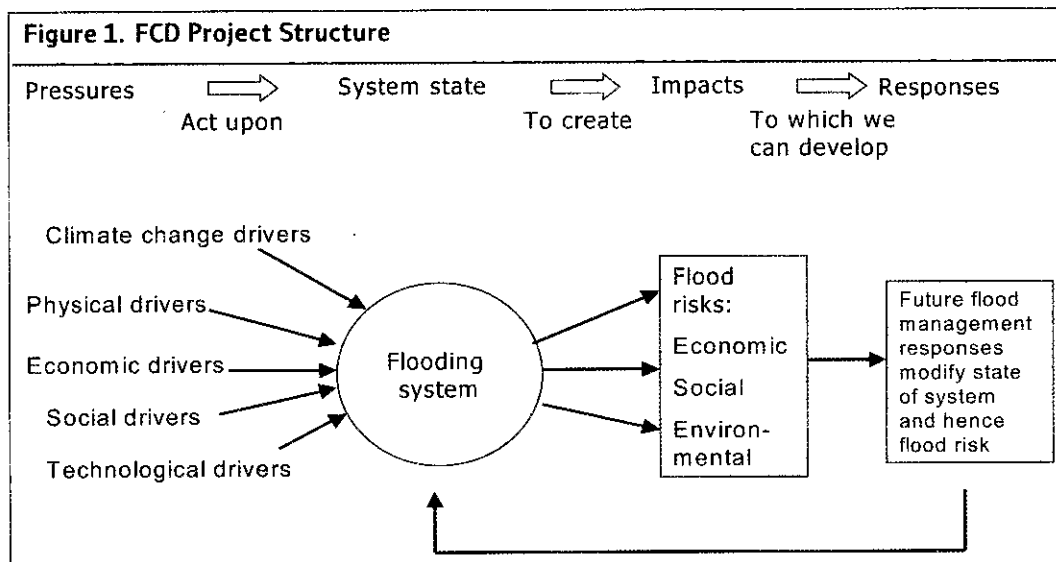 Figure 1. FCD Project Structure
Pressures
Act upon
System state
To create
Impacts
To which we
can develop
Responses
Climate change drivers
Physical drivers
Economic drivers
Social drivers
Technological drivers
Flooding
system
Flood
risks:
Economic
Social
Environ-
mental
Future flood
management
responses
modify state
of system
and hence
flood risk